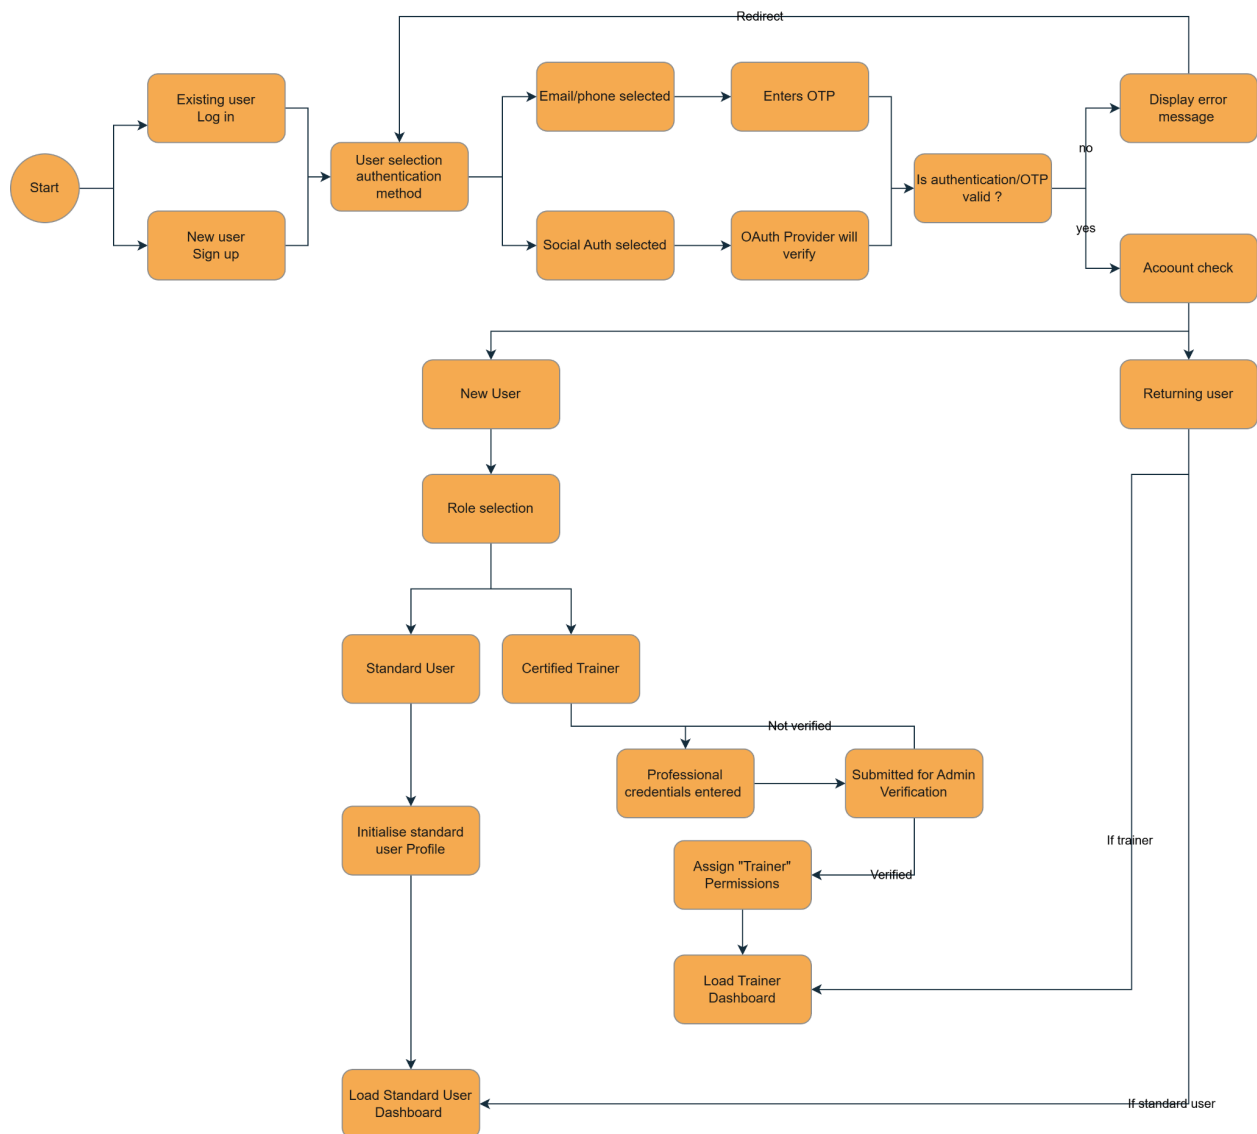 Redirect
Existing user
Log in
Email/phone selected
Enters OTP
Display error
message
no
Start
User selection
authentication
method
Is authentication/OTP
valid ?
New user
Sign up
Social Auth selected
OAuth Provider will
verify
yes
Acoount check
New User
Returning user
Role selection
Standard User
Certified Trainer
Not verified
Professional
credentials entered
Submitted for Admin
Verification
Initialise standard
user Profile
If trainer
Assign "Trainer"
Permissions
Verified
Load Trainer
Dashboard
Load Standard User
Dashboard
If standard user